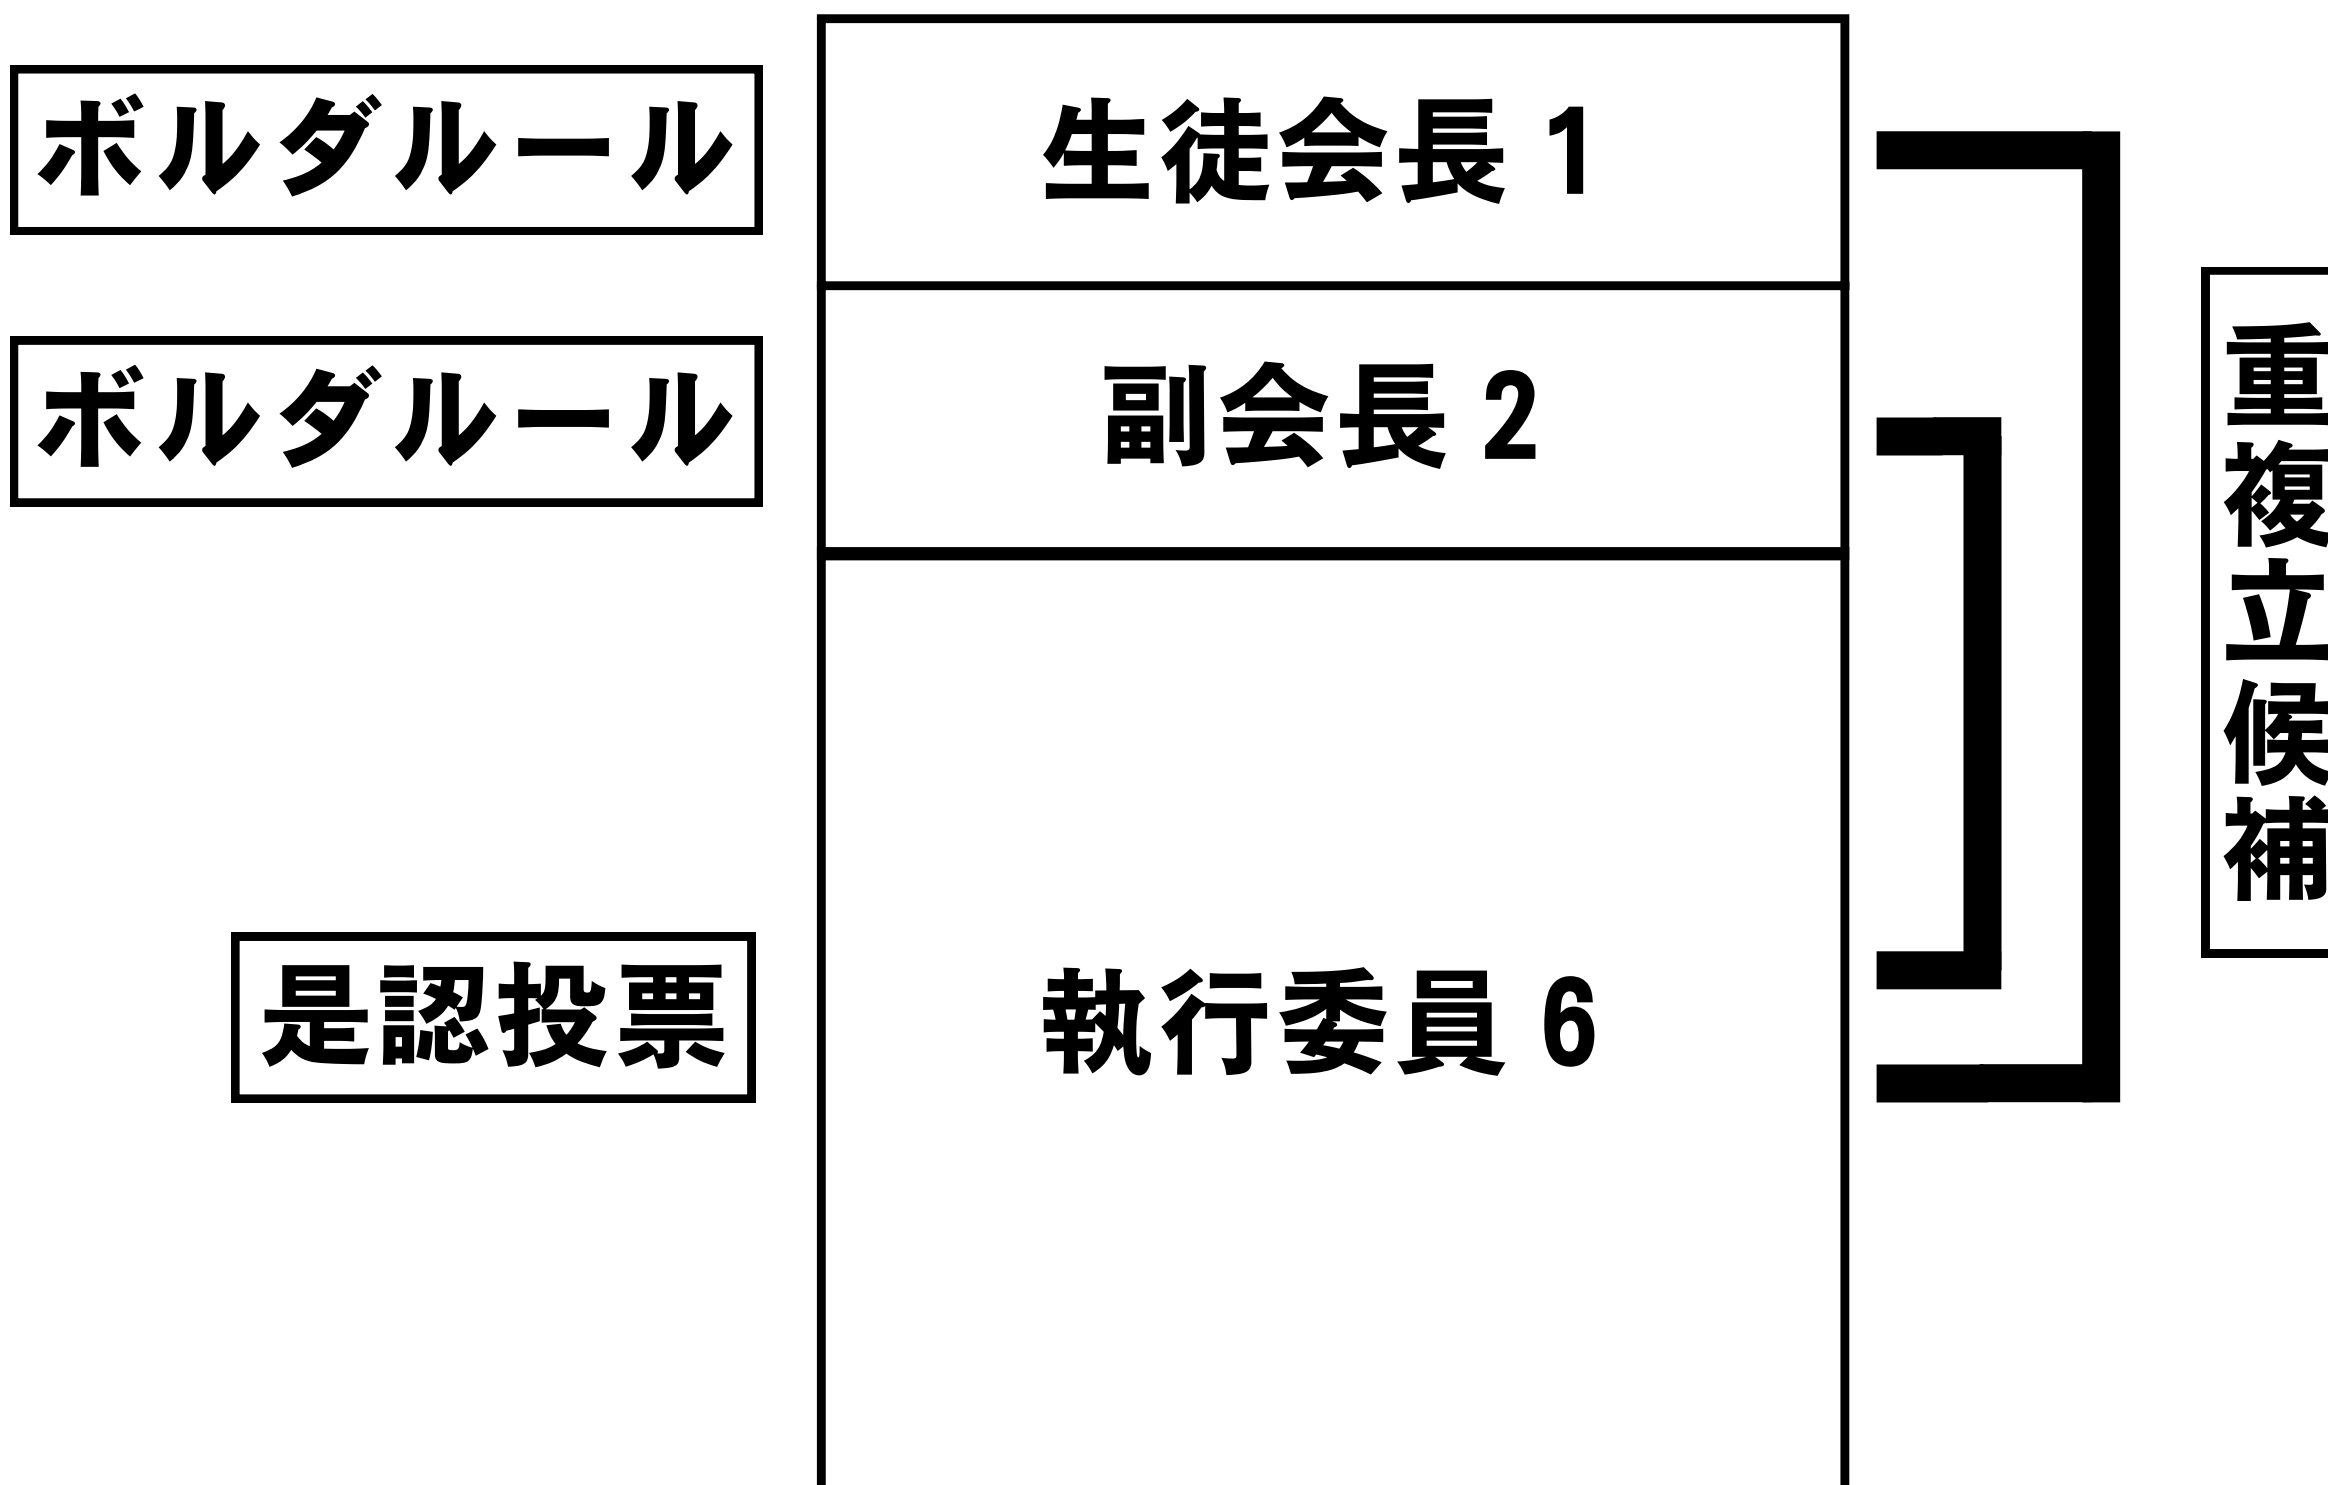 ボルダルール
生徒会長 1
ボルダルール
副会長 2
是認投票
執行委員 6
重複立候補